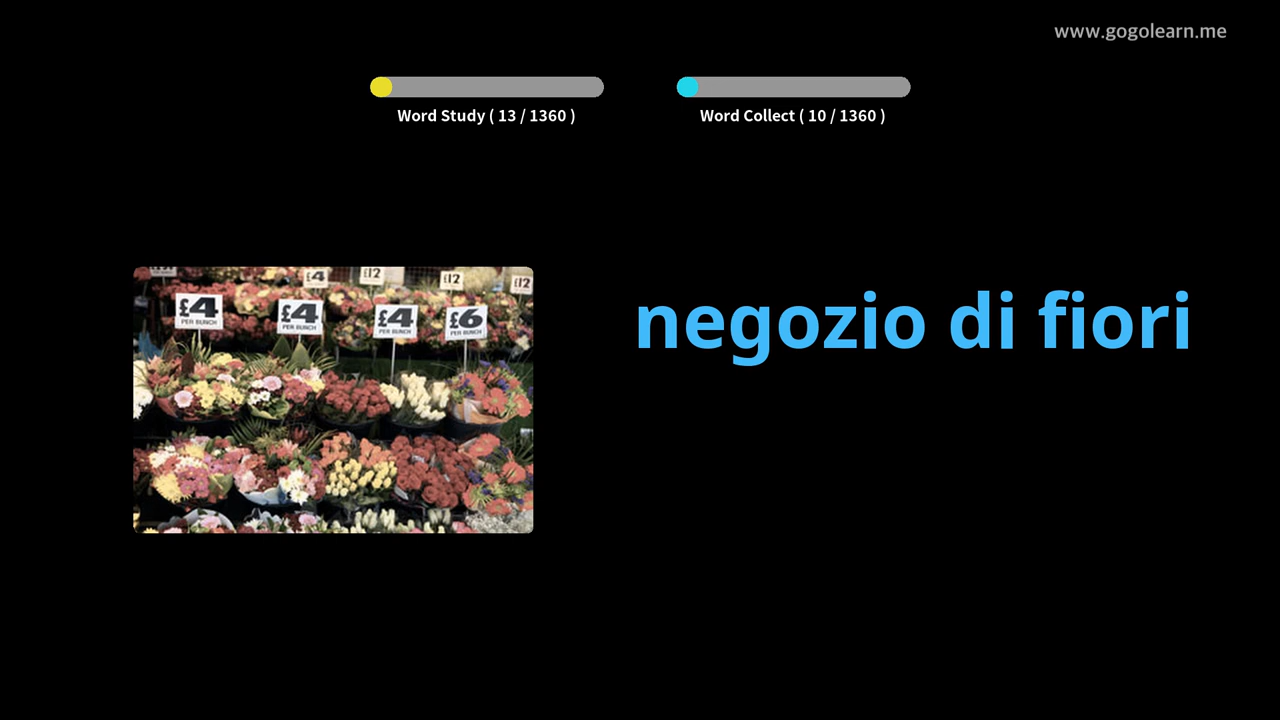 www.gogolearn.me
Word Study ( 13 / 1360 )
Word Collect ( 10 / 1360 )
£4
£12
£12
£12
£4
PER BUNCH
£4
PER BUNCH
£4
PER BUNCH
£6
PER BUNCH
negozio di fiori